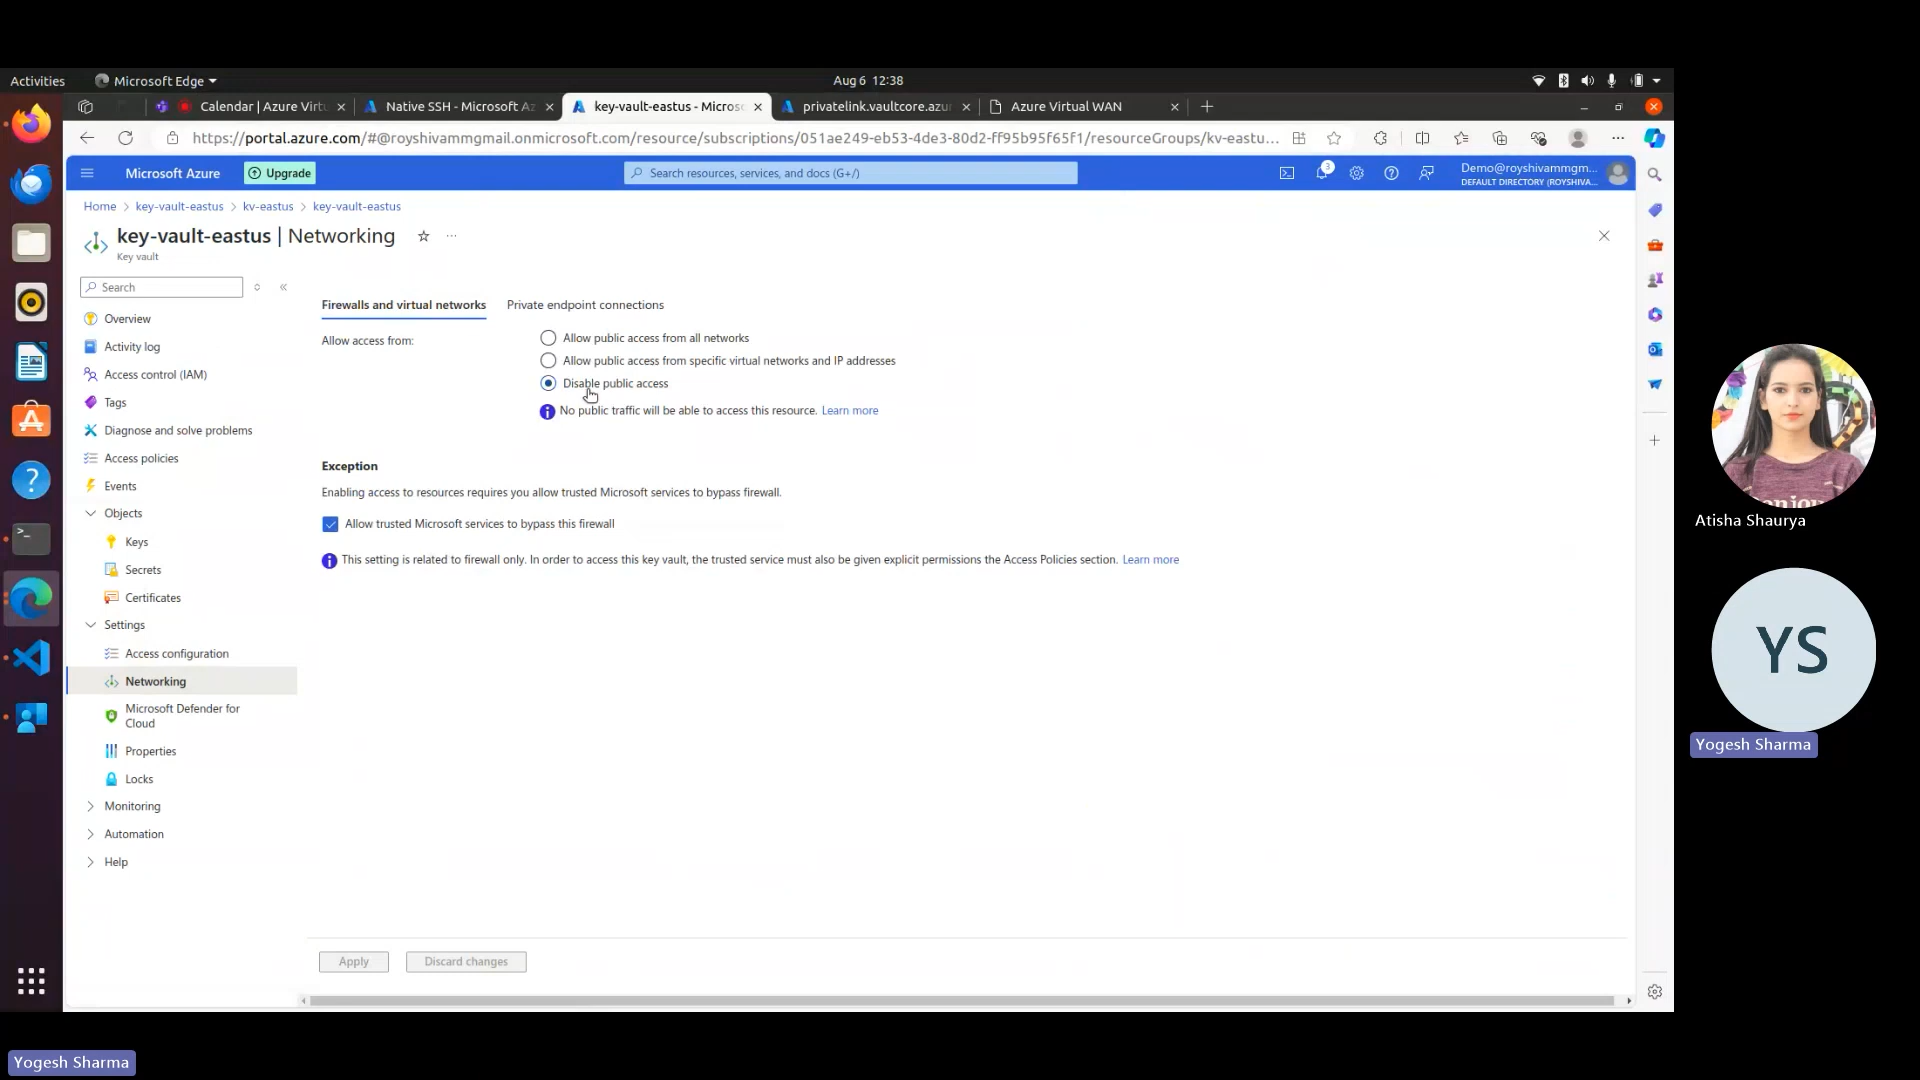 Activities
Microsoft Edge
Aug 6 12:38
Calendar | Azure Virtu
Native SSH - Microsoft Az
key-vault-eastus - Micros
privatelink.vaultcore.azur
Azure Virtual WAN
https://portal.azure.com/#@royshivammgmail.onmicrosoft.com/resource/subscriptions/051ae249-eb53-4de3-80d2-ff95b95f65f1/resourceGroups/kv-eastu...
Microsoft Azure
Upgrade
Search resources, services, and docs (G+/)
3
Demo@royshivammgm...
DEFAULT DIRECTORY (ROYSHIVA...
Home > key-vault-eastus > kv-eastus > key-vault-eastus
key-vault-eastus | Networking
Key vault
Search
Overview
Activity log
Access control (IAM)
Tags
Diagnose and solve problems
Access policies
Events
Objects
Keys
Secrets
Certificates
Settings
Access configuration
Networking
Microsoft Defender for
Cloud
Properties
Locks
Monitoring
Automation
Help
Firewalls and virtual networks
Private endpoint connections
Allow access from:
Allow public access from all networks
Allow public access from specific virtual networks and IP addresses
Disable public access
No public traffic will be able to access this resource. Learn more
Exception
Enabling access to resources requires you allow trusted Microsoft services to bypass firewall.
Allow trusted Microsoft services to bypass this firewall
This setting is related to firewall only. In order to access this key vault, the trusted service must also be given explicit permissions the Access Policies section. Learn more
Apply
Discard changes
Atisha Shaurya
YS
Yogesh Sharma
Yogesh Sharma